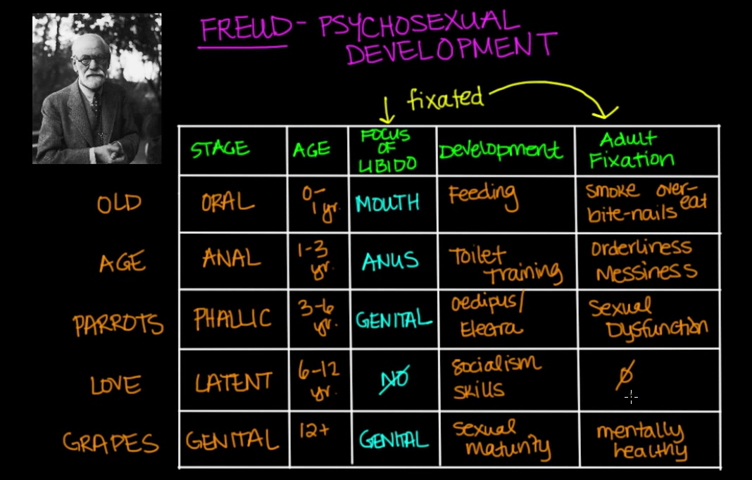 FREUD - PSYCHOSEXUAL
DEVELOPMENT
fixated
STAGE AGE FOCUS OF LIBIDO Development Adult Fixation
OLD ORAL 0-1 yr. MOUTH Feeding smoke over-eat bite-nails
AGE ANAL 1-3 yr. ANUS Toilet Training Orderliness Messiness
PARROTS PHALLIC 3-6 yr. GENITAL Oedipus/Electra Sexual Dysfunction
LOVE LATENT 6-12 yr. NO socialism skills ∅
GRAPES GENITAL 12+ GENITAL sexual maturity mentally healthy